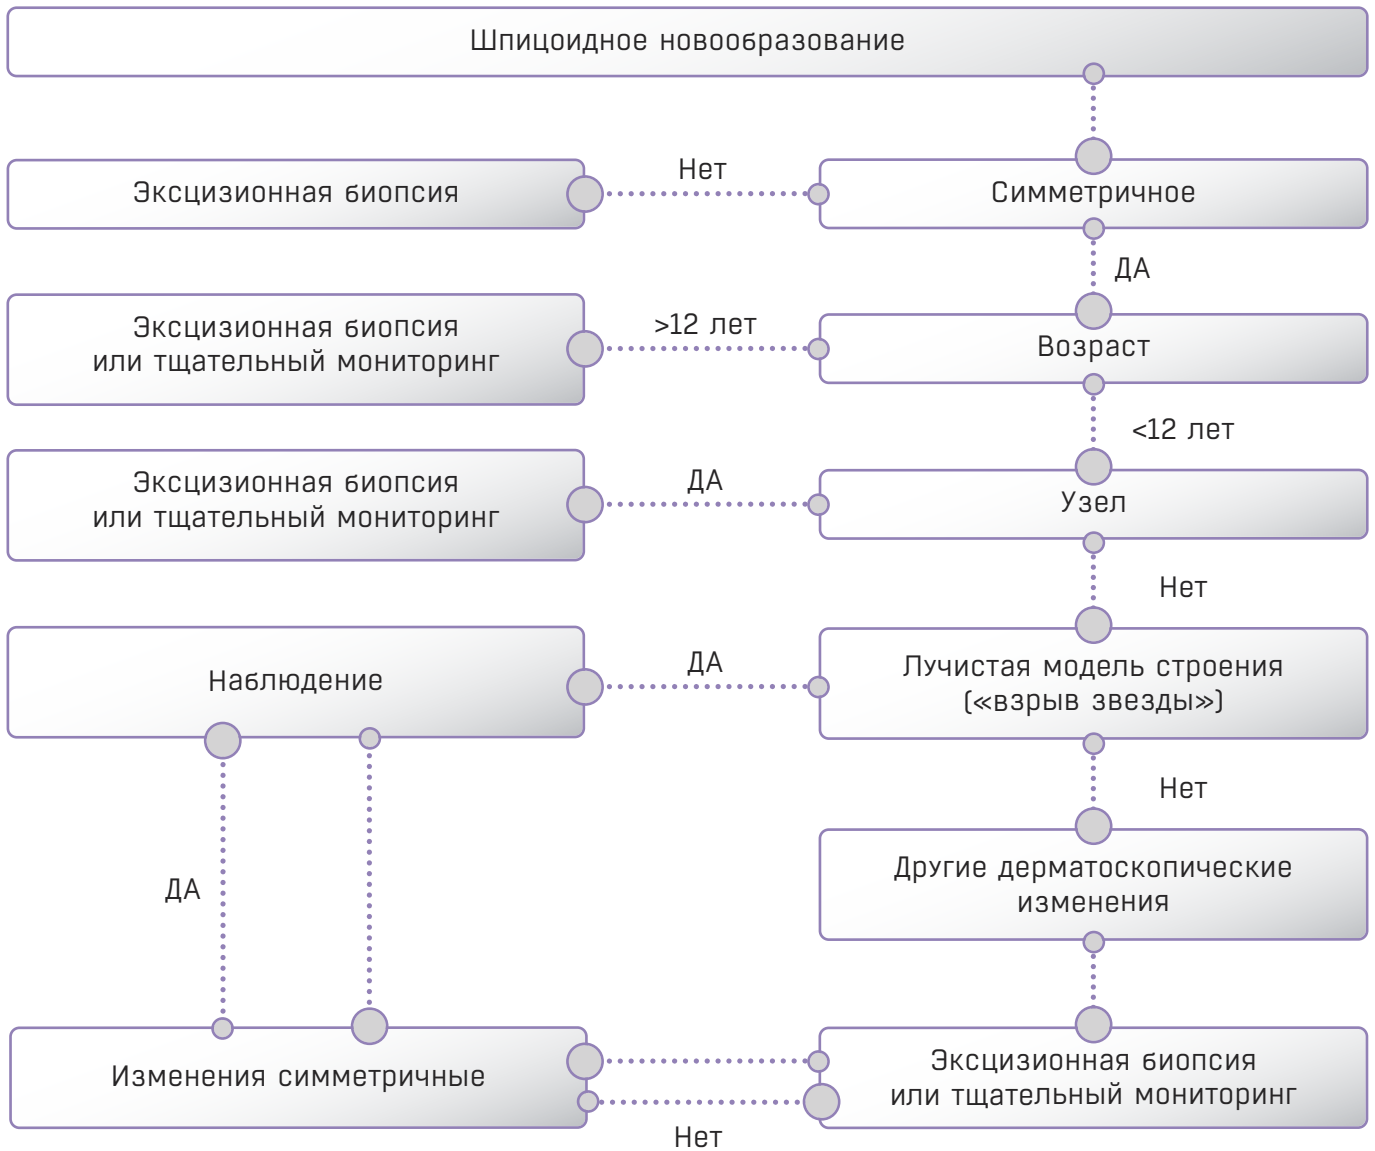 Шпицоидное новообразование
Нет
Эксцизионная биопсия
Симметричное
ДА
Эксцизионная биопсия
или тщательный мониторинг
>12 лет
Возраст
<12 лет
Эксцизионная биопсия
или тщательный мониторинг
ДА
Узел
Нет
Наблюдение
ДА
Лучистая модель строения
(«взрыв звезды»)
Нет
Другие дерматоскопические
изменения
ДА
Изменения симметричные
Эксцизионная биопсия
или тщательный мониторинг
Нет